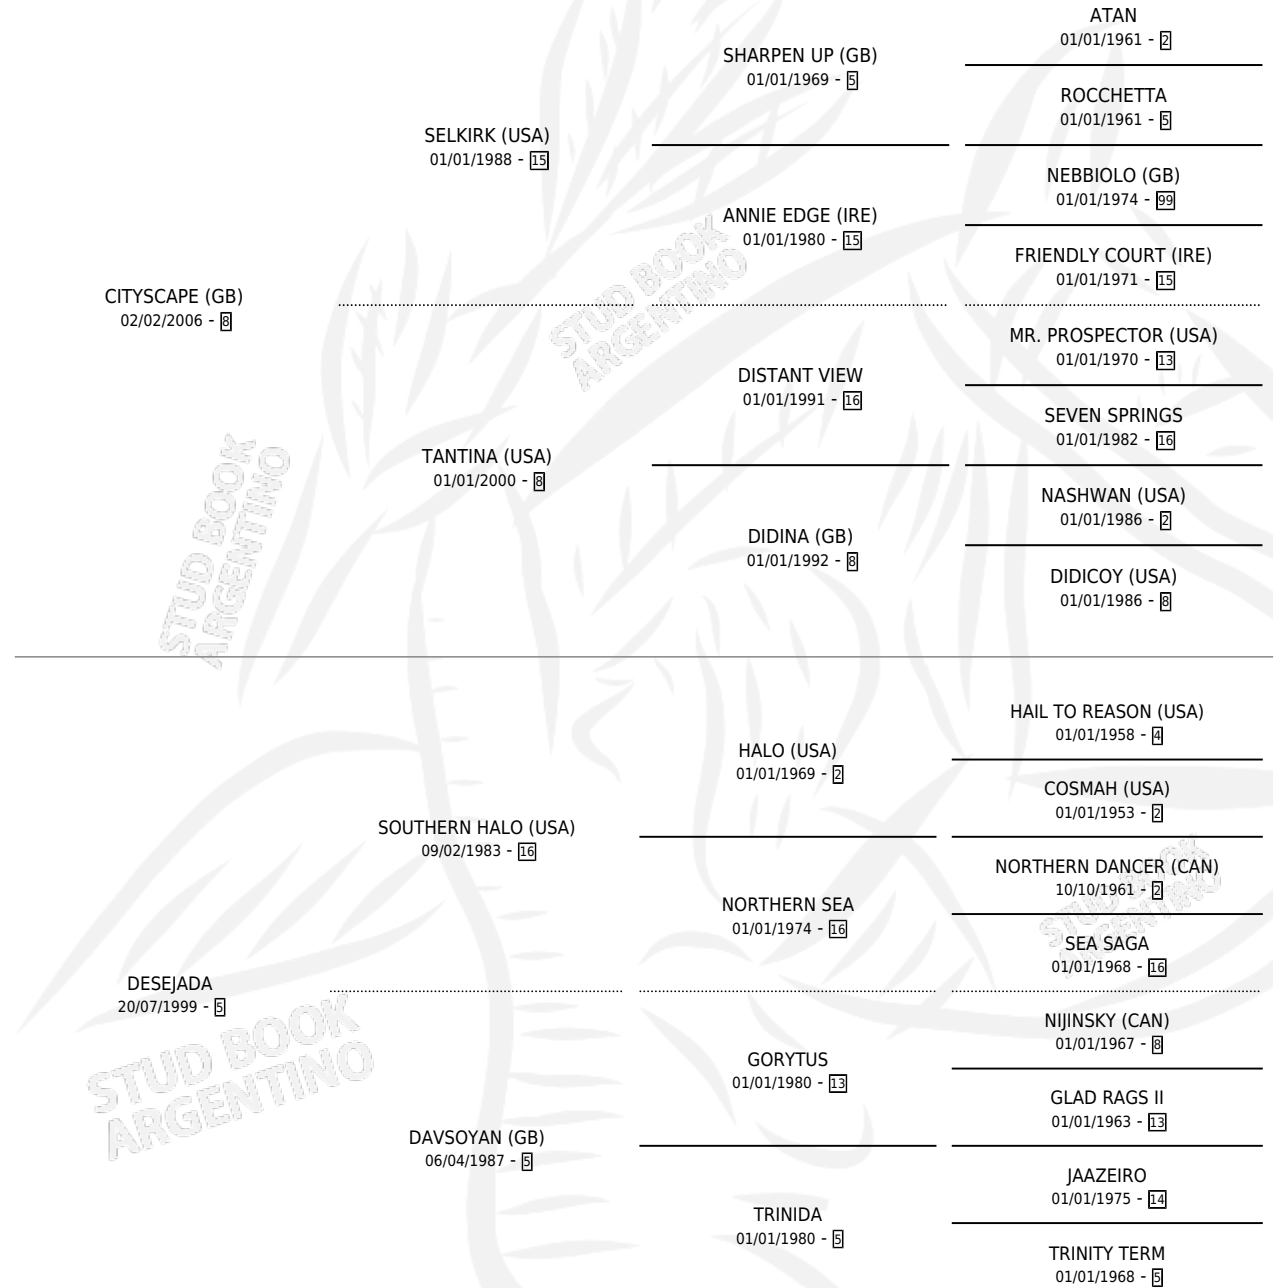 ATAN
01/01/1961 - 2
SHARPEN UP (GB)
01/01/1969 - 5
ROCCHETTA
01/01/1961 - 5
SELKIRK (USA)
01/01/1988 - 15
NEBBIOLO (GB)
01/01/1974 - 99
ANNIE EDGE (IRE)
01/01/1980 - 15
FRIENDLY COURT (IRE)
01/01/1971 - 15
CITYSCAPE (GB)
02/02/2006 - 8
STUD BOOK
ARGENTINO
MR. PROSPECTOR (USA)
01/01/1970 - 13
DISTANT VIEW
01/01/1991 - 16
SEVEN SPRINGS
01/01/1982 - 16
TANTINA (USA)
01/01/2000 - 8
NASHWAN (USA)
01/01/1986 - 2
DIDINA (GB)
01/01/1992 - 8
DIDICOY (USA)
01/01/1986 - 8
STUD BOOK
ARGENTINO
HAIL TO REASON (USA)
01/01/1958 - 4
HALO (USA)
01/01/1969 - 2
COSMAH (USA)
01/01/1953 - 2
SOUTHERN HALO (USA)
09/02/1983 - 16
NORTHERN DANCER (CAN)
10/10/1961 - 2
NORTHERN SEA
01/01/1974 - 16
SEA SAGA
01/01/1968 - 16
STUD BOOK
ARGENTINO
DESEJADA
20/07/1999 - 5
NIJINSKY (CAN)
01/01/1967 - 8
GORYTUS
01/01/1980 - 13
GLAD RAGS II
01/01/1963 - 13
STUD BOOK
ARGENTINO
DAVSOYAN (GB)
06/04/1987 - 5
JAAZEIRO
01/01/1975 - 14
TRINIDA
01/01/1980 - 5
TRINITY TERM
01/01/1968 - 5